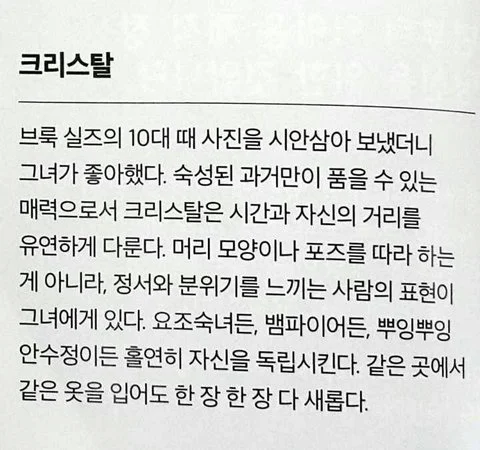 크리스탈
브룩 실즈의 10대 때 사진을 시안삼아 보냈더니
그녀가 좋아했다. 숙성된 과거만이 품을 수 있는
매력으로서 크리스탈은 시간과 자신의 거리를
유연하게 다룬다. 머리 모양이나 포즈를 따라 하는
게 아니라, 정서와 분위기를 느끼는 사람의 표현이
그녀에게 있다. 요조숙녀든, 뱀파이어든, 뿌잉뿌잉
안수정이든 홀연히 자신을 독립시킨다. 같은 곳에서
같은 옷을 입어도 한 장 한 장 다 새롭다.